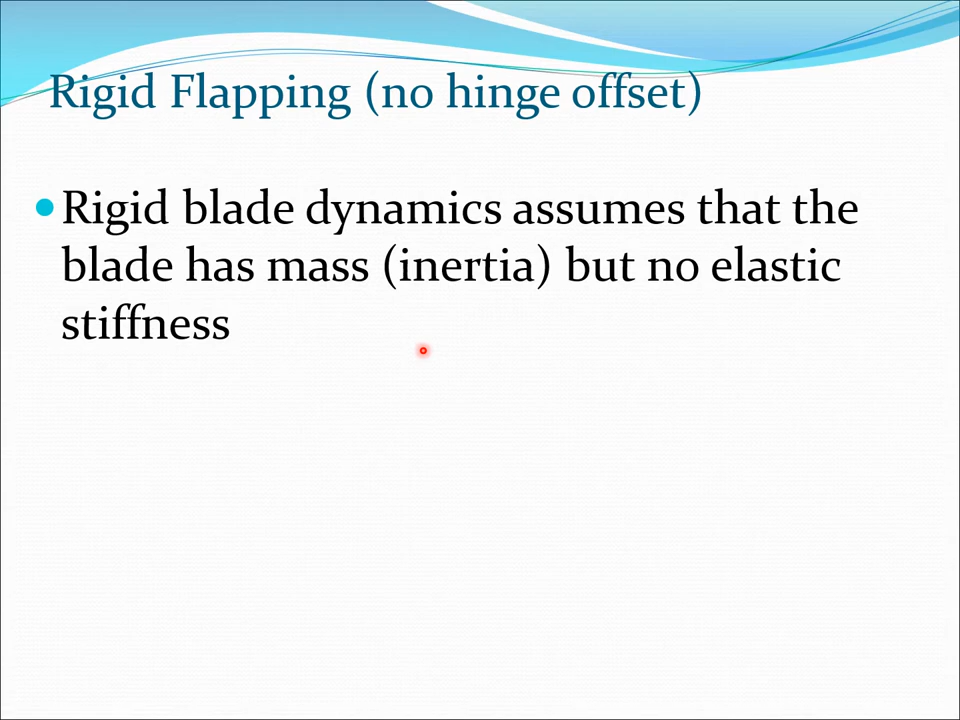 Rigid Flapping (no hinge offset)
Rigid blade dynamics assumes that the
blade has mass (inertia) but no elastic
stiffness